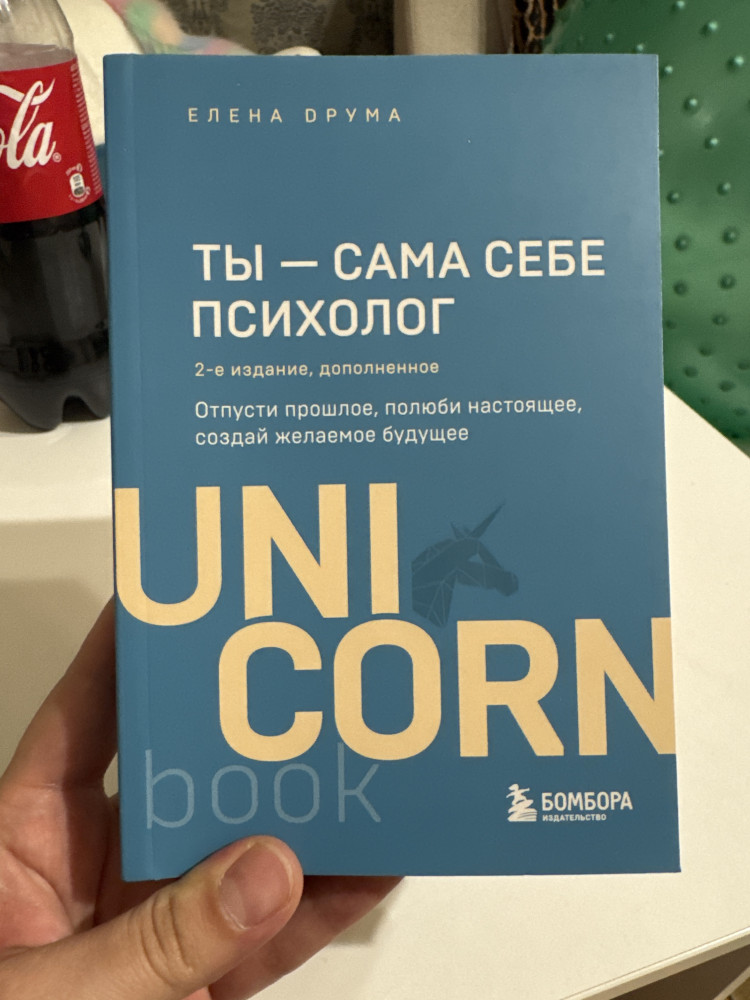 ЕЛЕНА DРУМА
ТЫ — САМА СЕБЕ
ПСИХОЛОГ
2-е издание, дополненное
Отпусти прошлое, полюби настоящее,
создай желаемое будущее
UNI
CORN
book
БОМБОРА
ИЗДАТЕЛЬСТВО